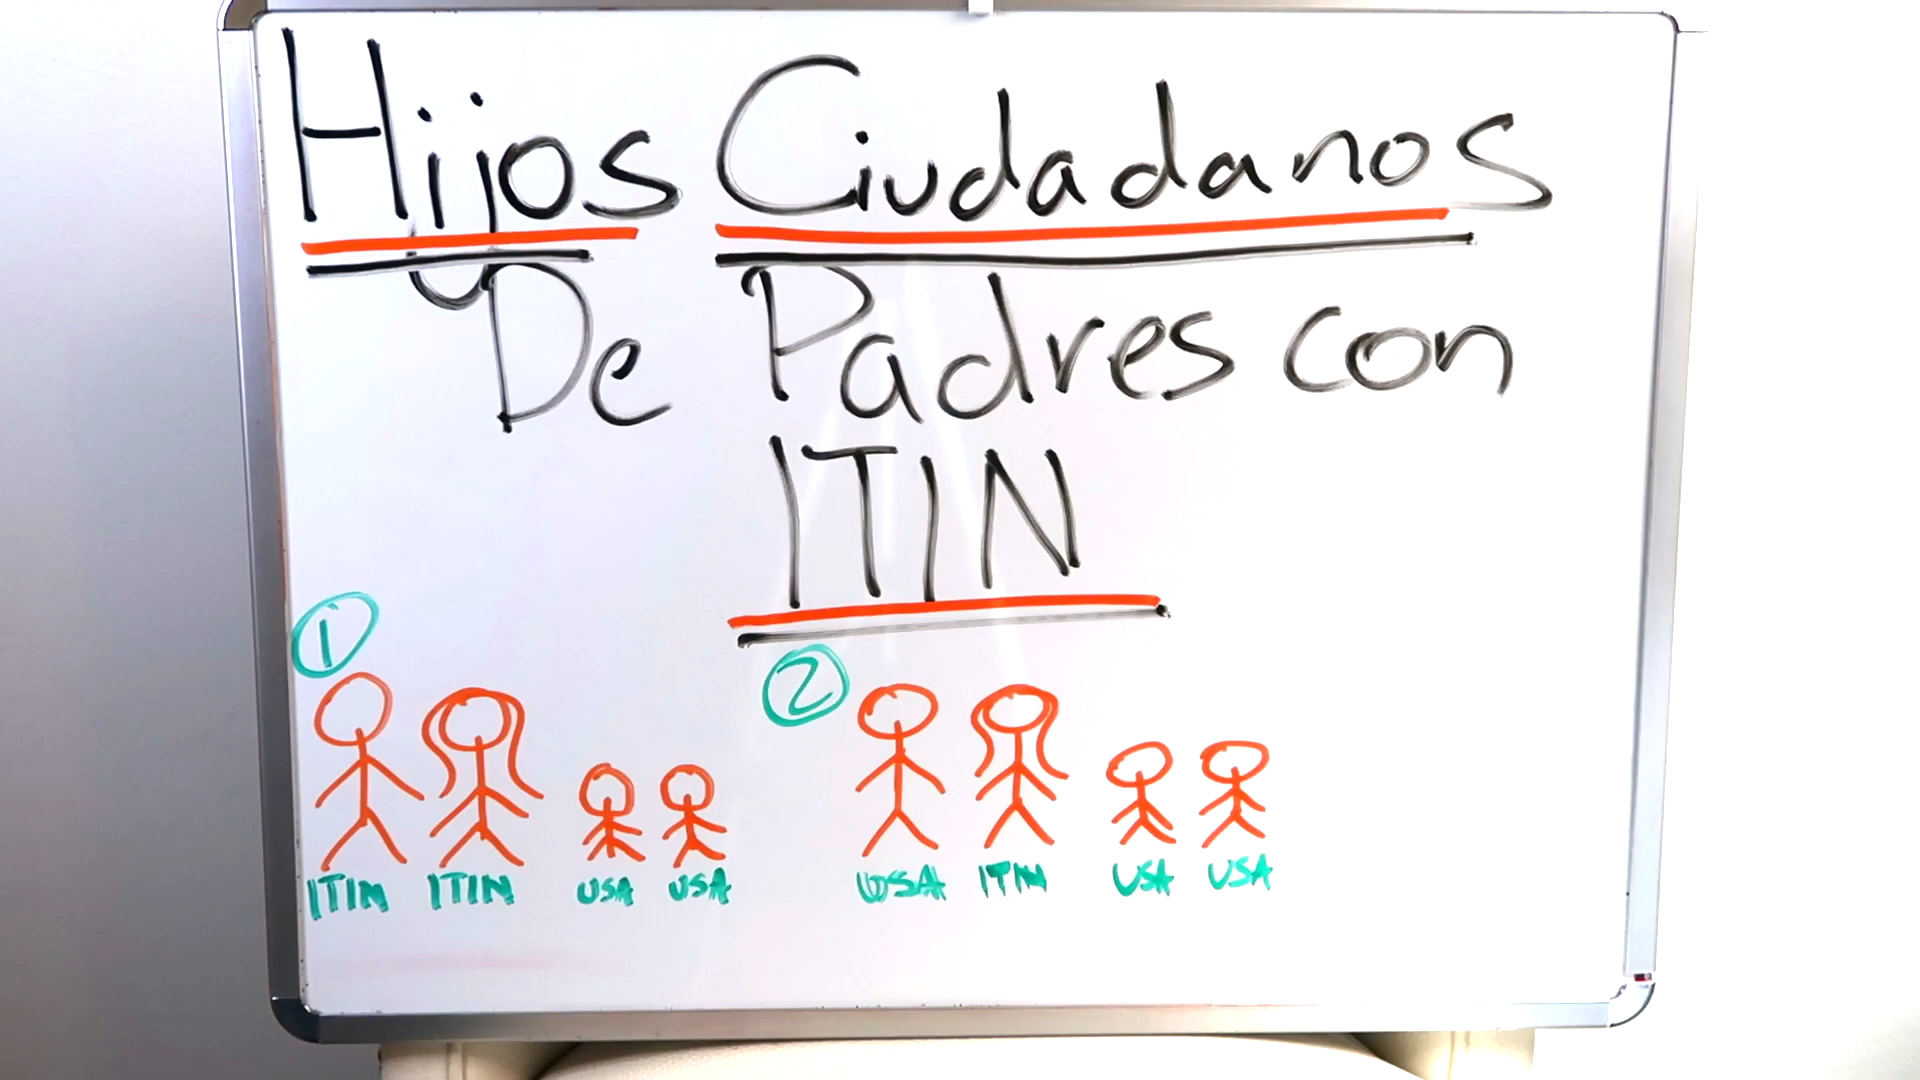 Hijos Ciudadanos
De Padres con
ITIN
1
2
ITIN ITIN USA USA
USA ITIN USA USA